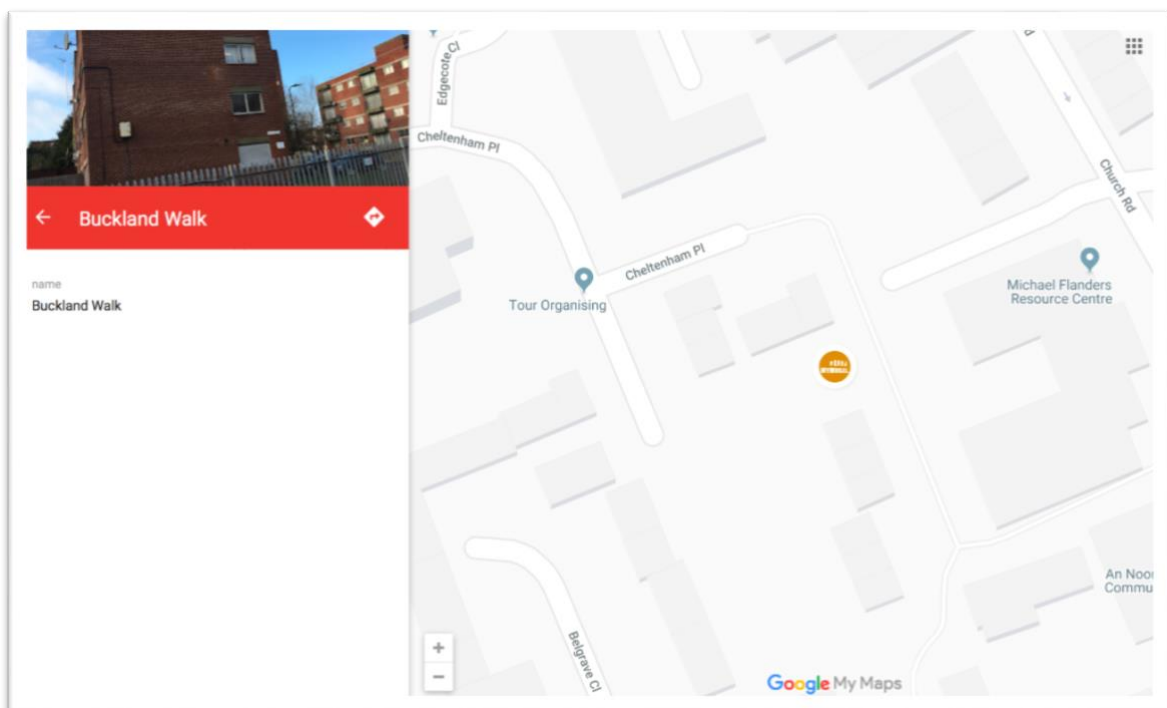 Buckland Walk
name
Buckland Walk
Edgecote Cl
Cheltenham Pl
Church Rd
Cheltenham Pl
Tour Organising
Michael Flanders
Resource Centre
An Noo
Commu
Belgrave Cl
+
−
Google My Maps